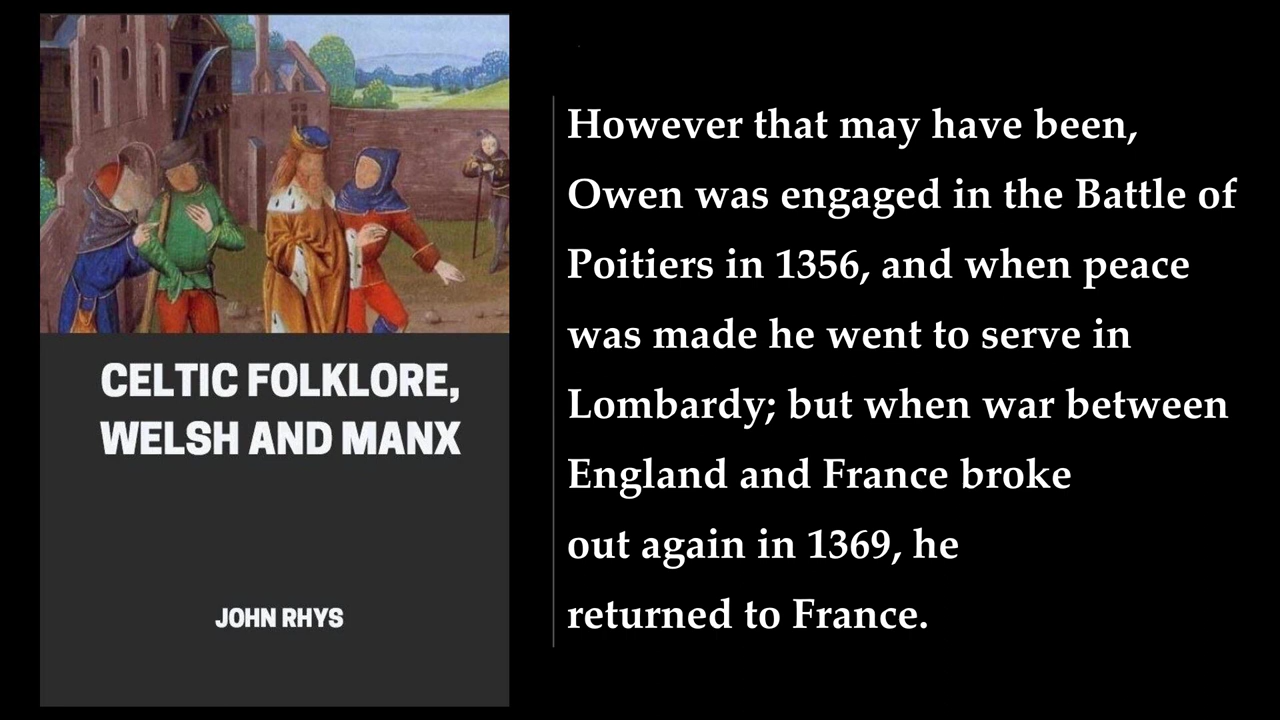 CELTIC FOLKLORE,
WELSH AND MANX
JOHN RHYS
However that may have been,
Owen was engaged in the Battle of
Poitiers in 1356, and when peace
was made he went to serve in
Lombardy; but when war between
England and France broke
out again in 1369, he
returned to France.